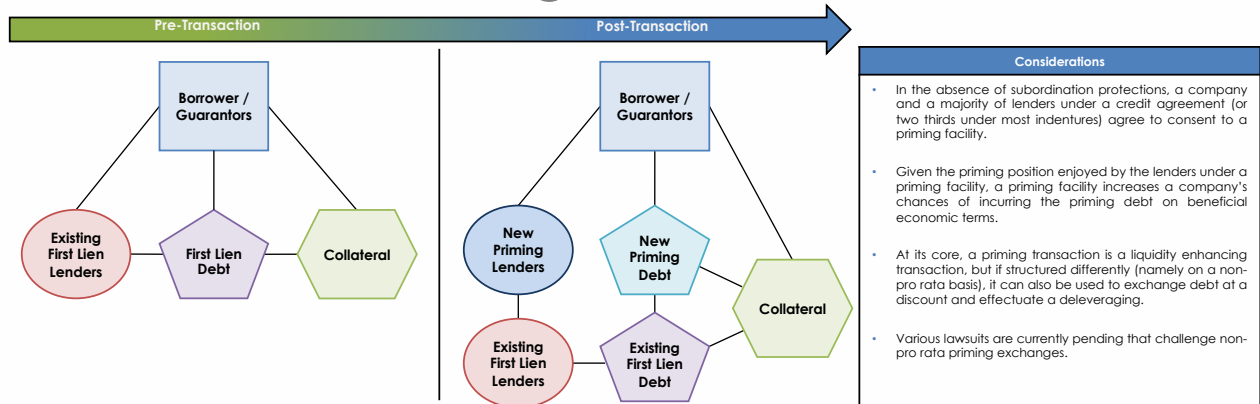 Pre-Transaction
Post-Transaction
Borrower /
Guarantors
Existing
First Lien
Lenders
First Lien
Debt
Collateral
Borrower /
Guarantors
New
Priming
Lenders
New
Priming
Debt
Collateral
Existing
First Lien
Lenders
Existing
First Lien
Debt
Considerations
• In the absence of subordination protections, a company
and a majority of lenders under a credit agreement (or
two thirds under most indentures) agree to consent to a
priming facility.
• Given the priming position enjoyed by the lenders under a
priming facility, a priming facility increases a company's
chances of incurring the priming debt on beneficial
economic terms.
• At its core, a priming transaction is a liquidity enhancing
transaction, but if structured differently (namely on a non-
pro rata basis), it can also be used to exchange debt at a
discount and effectuate a deleveraging.
• Various lawsuits are currently pending that challenge non-
pro rata priming exchanges.